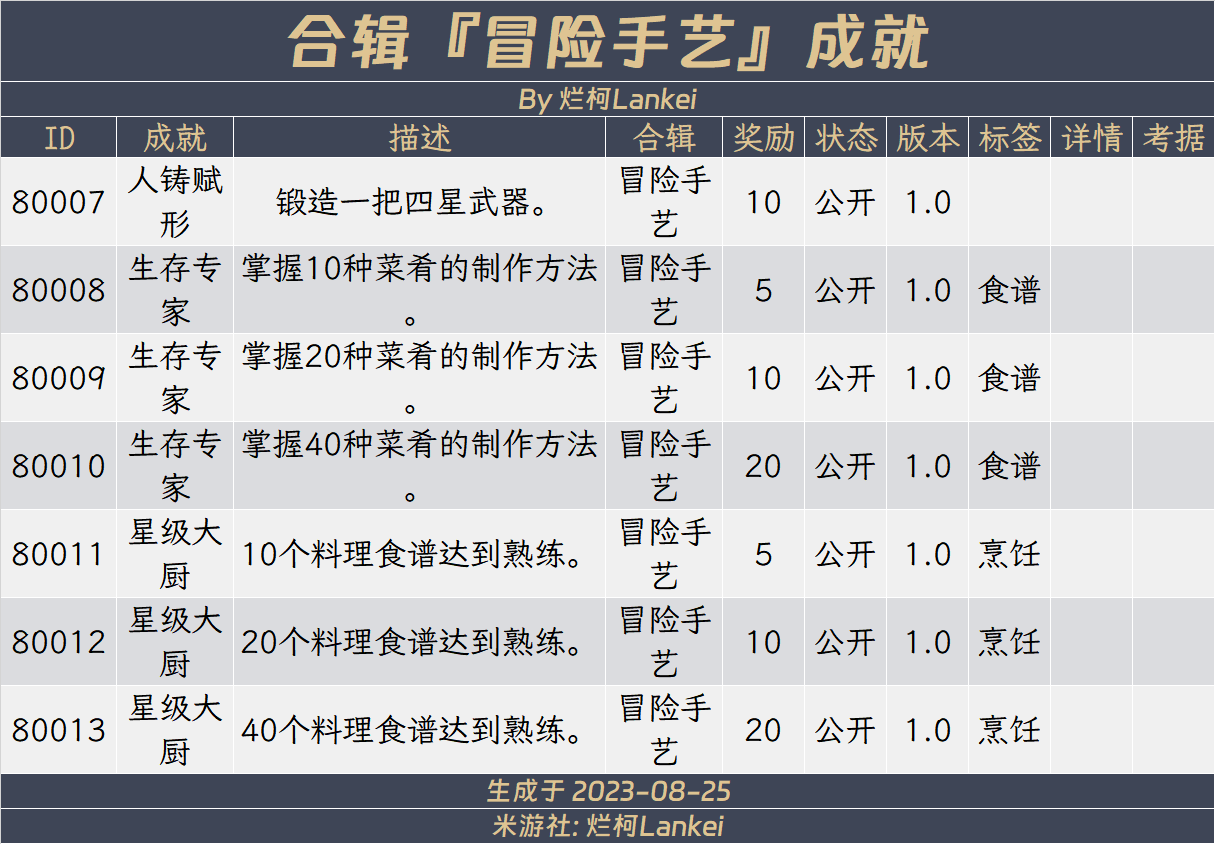 合辑『冒险手艺』成就
By 烂柯Lankei
ID 成就 描述 合辑 奖励 状态 版本 标签 详情 考据
80007 人铸赋形 锻造一把四星武器。 冒险手艺 10 公开 1.0
80008 生存专家 掌握10种菜肴的制作方法。 冒险手艺 5 公开 1.0 食谱
80009 生存专家 掌握20种菜肴的制作方法。 冒险手艺 10 公开 1.0 食谱
80010 生存专家 掌握40种菜肴的制作方法。 冒险手艺 20 公开 1.0 食谱
80011 星级大厨 10个料理食谱达到熟练。 冒险手艺 5 公开 1.0 烹饪
80012 星级大厨 20个料理食谱达到熟练。 冒险手艺 10 公开 1.0 烹饪
80013 星级大厨 40个料理食谱达到熟练。 冒险手艺 20 公开 1.0 烹饪
生成于 2023-08-25
米游社: 烂柯Lankei